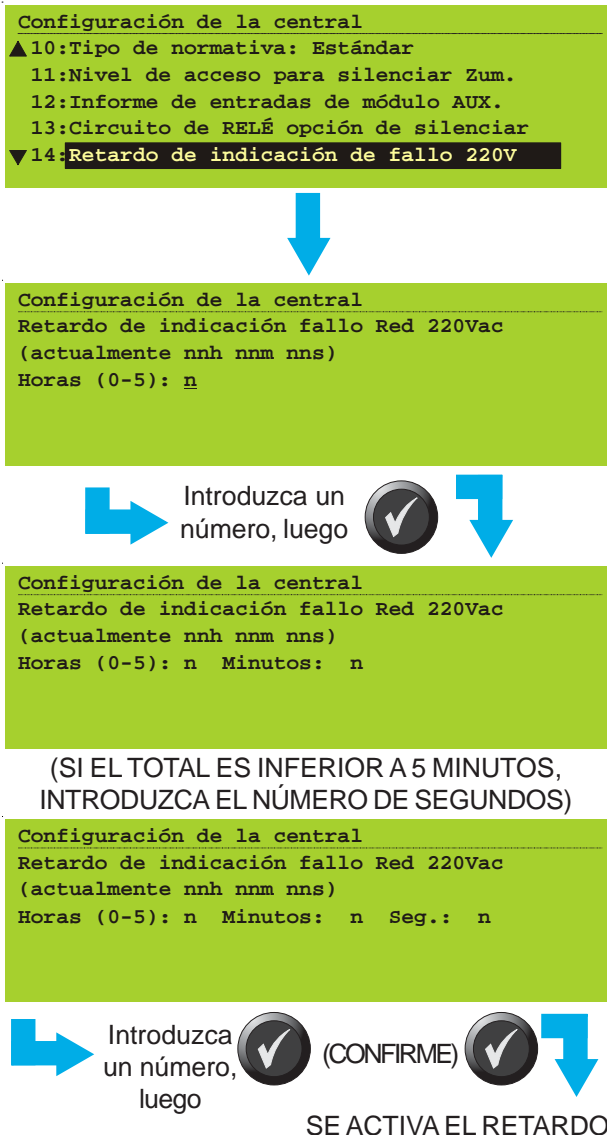 Configuración de la central
10:Tipo de normativa: Estándar
11:Nivel de acceso para silenciar Zum.
12:Informe de entradas de módulo AUX.
13:Circuito de RELÉ opción de silenciar
14:Retardo de indicación de fallo 220V
Configuración de la central
Retardo de indicación fallo Red 220Vac
(actualmente nnh nnm nns)
Horas (0-5): n
Introduzca un
número, luego
Configuración de la central
Retardo de indicación fallo Red 220Vac
(actualmente nnh nnm nns)
Horas (0-5): n  Minutos:  n
(SI EL TOTAL ES INFERIOR A 5 MINUTOS,
INTRODUZCA EL NÚMERO DE SEGUNDOS)
Configuración de la central
Retardo de indicación fallo Red 220Vac
(actualmente nnh nnm nns)
Horas (0-5): n  Minutos:  n  Seg.:  n
Introduzca
un número,
luego
(CONFIRME)
SE ACTIVA EL RETARDO